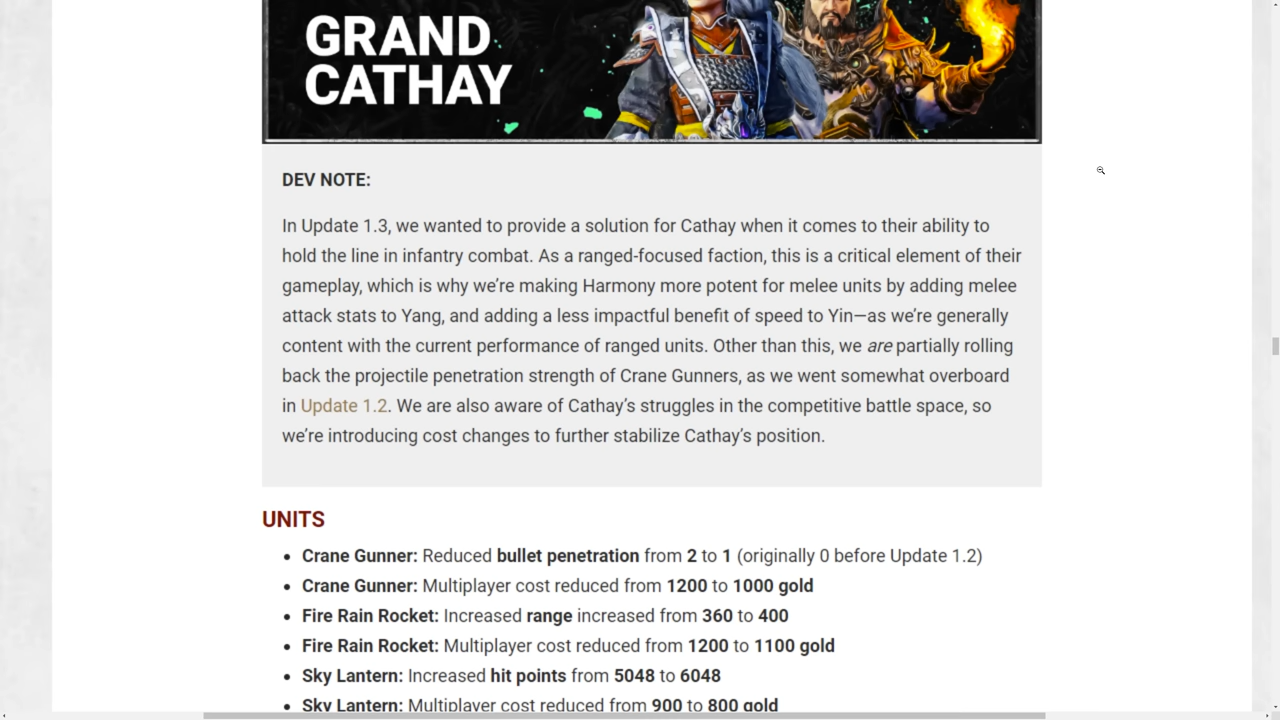 GRAND
CATHAY
DEV NOTE:
In Update 1.3, we wanted to provide a solution for Cathay when it comes to their ability to
hold the line in infantry combat. As a ranged-focused faction, this is a critical element of their
gameplay, which is why we’re making Harmony more potent for melee units by adding melee
attack stats to Yang, and adding a less impactful benefit of speed to Yin—as we’re generally
content with the current performance of ranged units. Other than this, we are partially rolling
back the projectile penetration strength of Crane Gunners, as we went somewhat overboard
in Update 1.2. We are also aware of Cathay’s struggles in the competitive battle space, so
we’re introducing cost changes to further stabilize Cathay’s position.
UNITS
• Crane Gunner: Reduced bullet penetration from 2 to 1 (originally 0 before Update 1.2)
• Crane Gunner: Multiplayer cost reduced from 1200 to 1000 gold
• Fire Rain Rocket: Increased range increased from 360 to 400
• Fire Rain Rocket: Multiplayer cost reduced from 1200 to 1100 gold
• Sky Lantern: Increased hit points from 5048 to 6048
• Sky Lantern: Multiplayer cost reduced from 900 to 800 gold